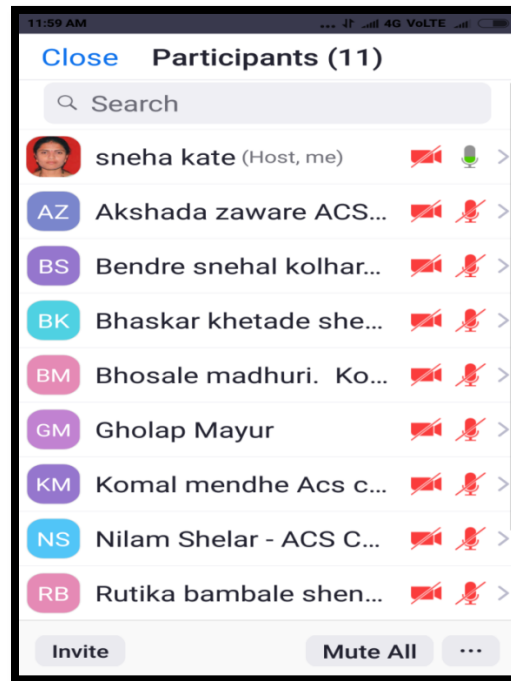 11:59 AM ... 4G VoLTE
Close Participants (11)
Search
sneha kate (Host, me)
AZ Akshada zaware ACS...
BS Bendre snehal kolhar...
BK Bhaskar khetade she...
BM Bhosale madhuri. Ko...
GM Gholap Mayur
KM Komal mendhe Acs c...
NS Nilam Shelar - ACS C...
RB Rutika bambale shen...
Invite Mute All ...